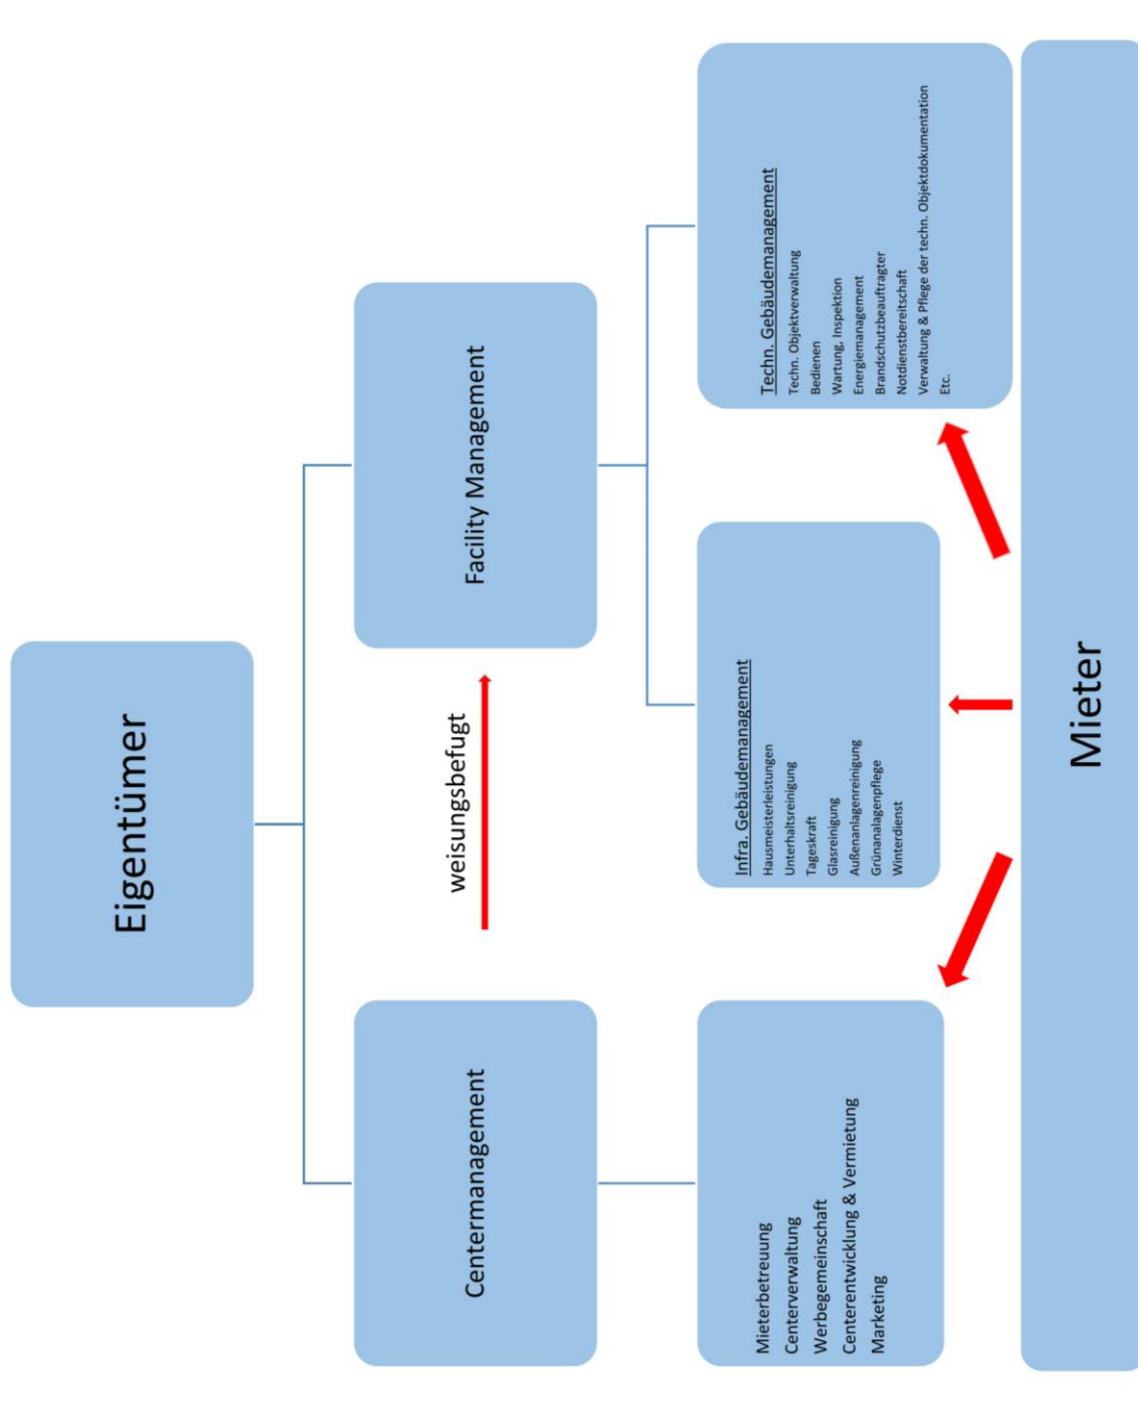 Eigentümer
Centermanagement
weisungsbefugt
Facility Management
Mieterbetreuung
Centerverwaltung
Werbegemeinschaft
Centerentwicklung & Vermietung
Marketing
Infra. Gebäudemanagement
Hausmeisterleistungen
Unterhaltsreinigung
Tageskraft
Glasreinigung
Außenanlagenreinigung
Grünanalagenpflege
Winterdienst
Techn. Gebäudemanagement
Techn. Objektverwaltung
Bedienen
Wartung, Inspektion
Energiemanagement
Brandschutzbeauftragter
Notdienstbereitschaft
Verwaltung & Pflege der techn. Objektdokumentation
Etc.
Mieter